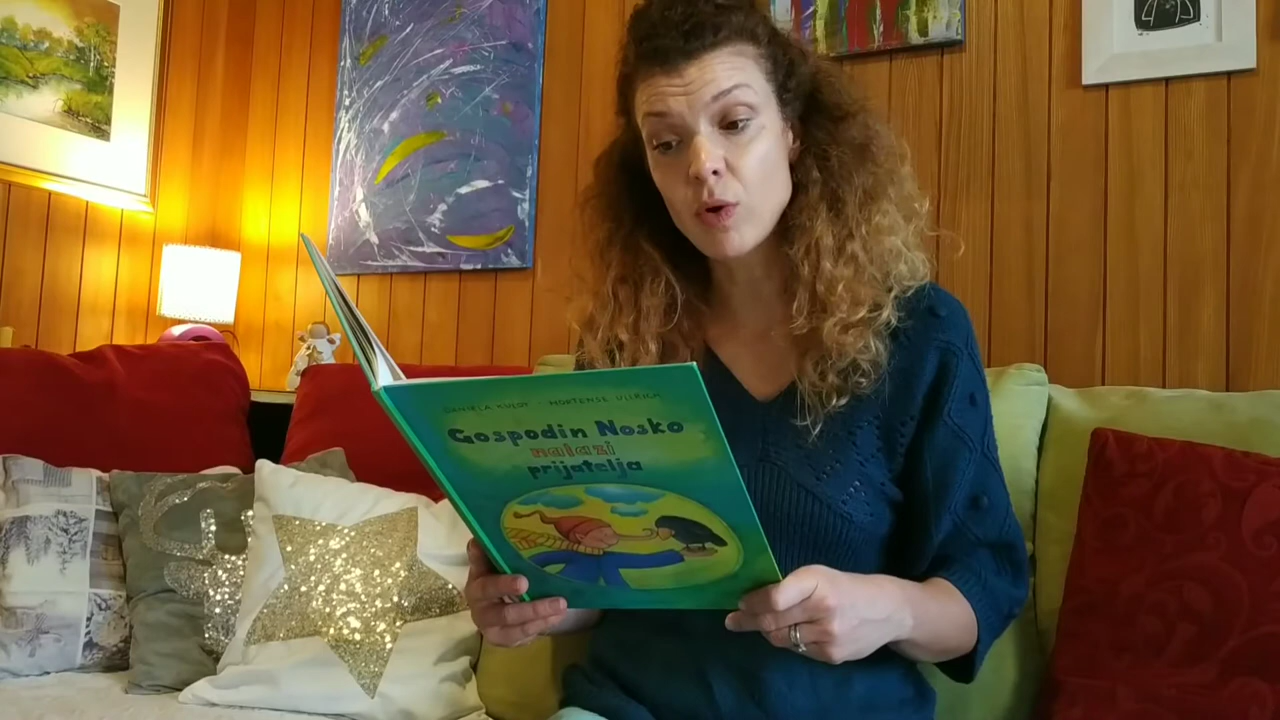 DANIELA KULOT - HORTENSE ULLRICH
Gospodin Nosko
nalazi
prijatelja